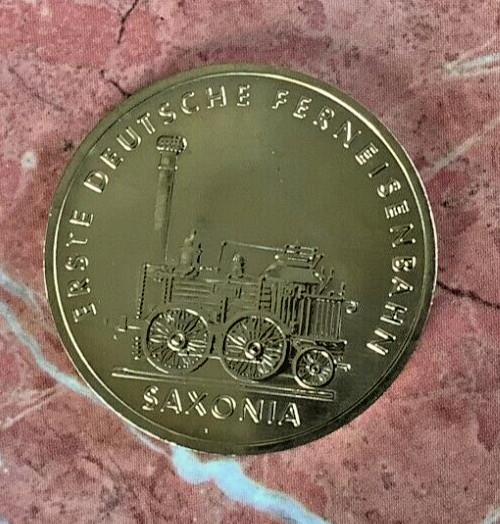 ERSTE DEUTSCHE FERNEISENBAHN
SAXONIA